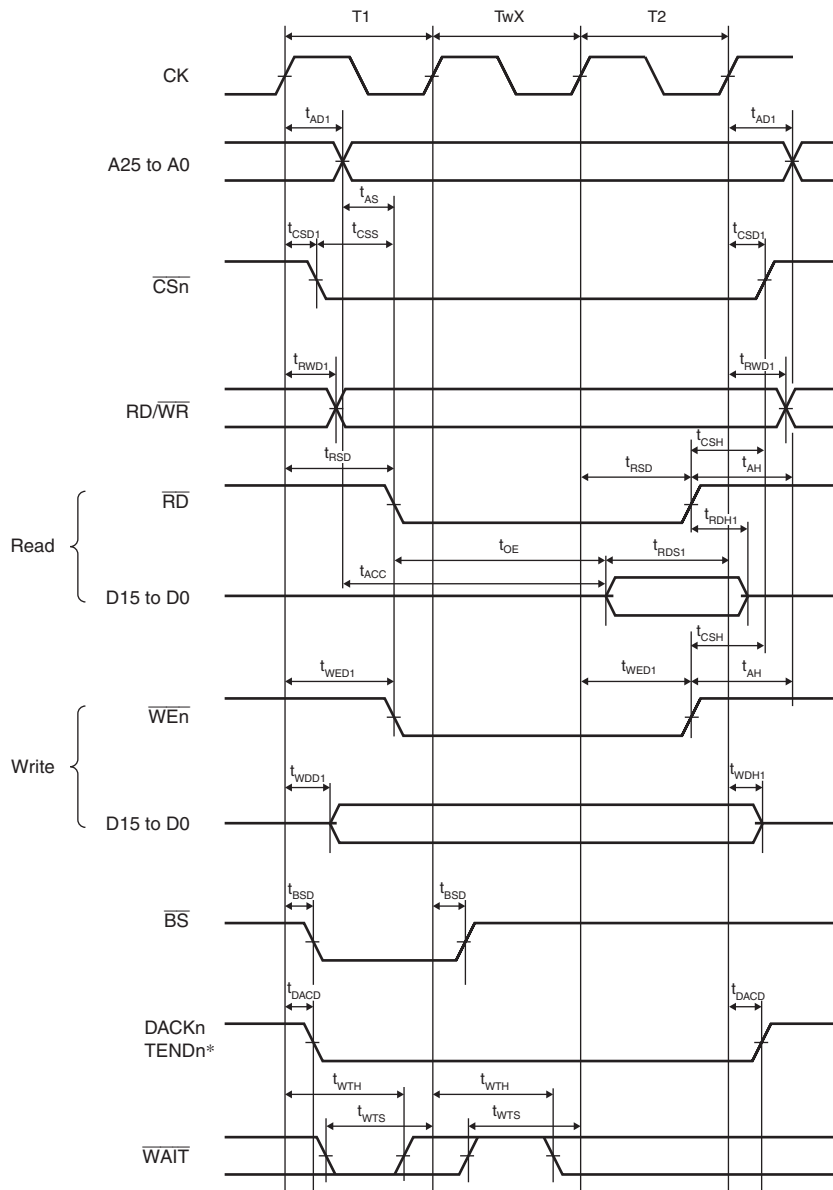 T1 TwX T2
CK
tAD1 tAD1
A25 to A0
tAS
tCSD1 tCSS tCSD1
CSn
tRWD1 tRWD1
RD/WR
tCSH
tRSD tRSD tAH
RD
tRDH1
Read
tOE tRDS1
tACC
D15 to D0
tCSH
tWED1 tWED1 tAH
WEn
Write
tWDD1 tWDH1
D15 to D0
tBSD tBSD
BS
tDACD tDACD
DACKn
TENDn*
tWTH tWTH
tWTS tWTS
WAIT